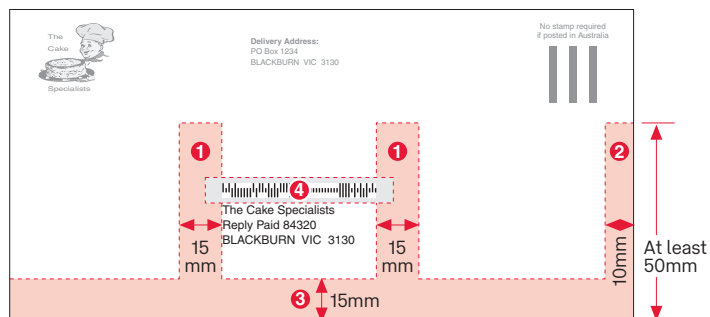 The
Cake
Specialists
Delivery Address:
PO Box 1234
BLACKBURN VIC 3130
No stamp required
if posted in Australia
1
1
2
4
The Cake Specialists
Reply Paid 84320
BLACKBURN VIC 3130
15
mm
15
mm
10mm
At least
50mm
3
15mm